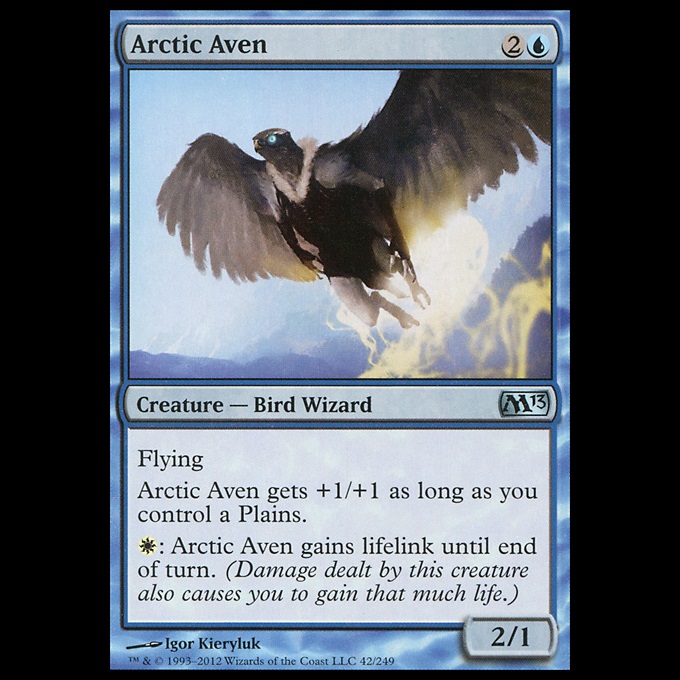 Arctic Aven 2
Creature — Bird Wizard M13
Flying
Arctic Aven gets +1/+1 as long as you
control a Plains.
: Arctic Aven gains lifelink until end
of turn. (Damage dealt by this creature
also causes you to gain that much life.)
2/1
Igor Kieryluk
™ & © 1993–2012 Wizards of the Coast LLC 42/249